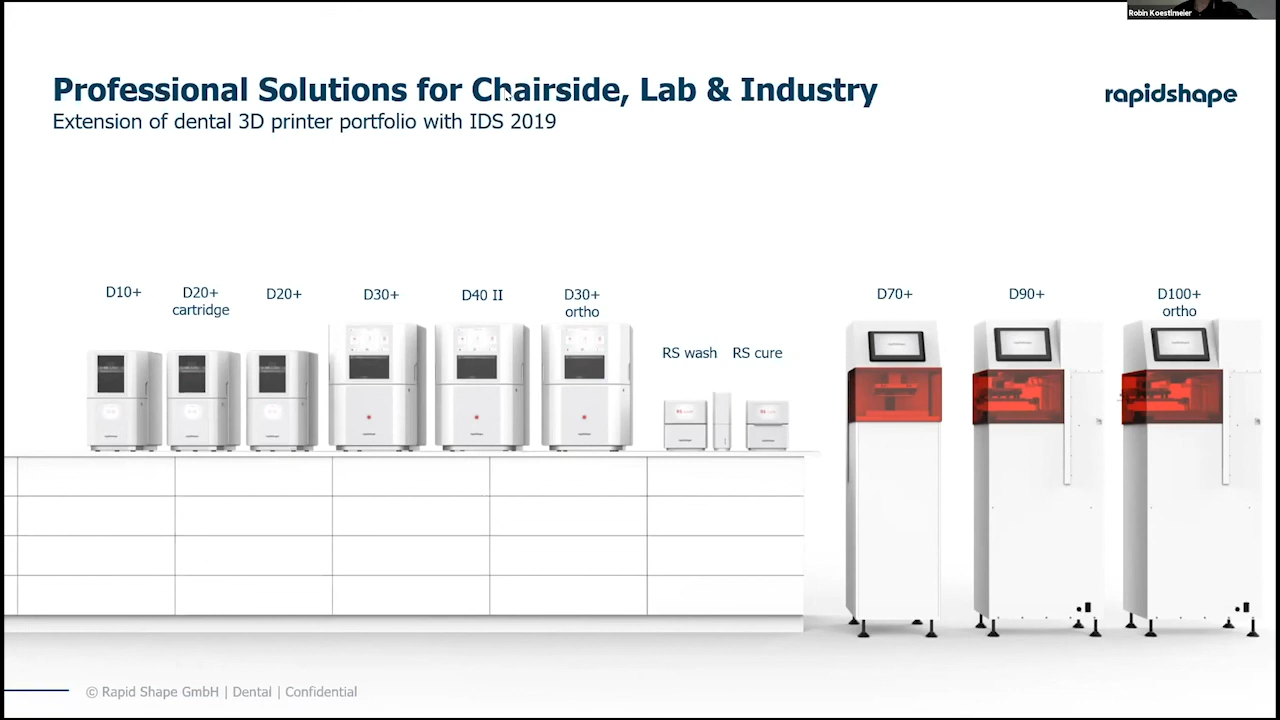 Robin Koestlmeier
Professional Solutions for Chairside, Lab & Industry
rapidshape
Extension of dental 3D printer portfolio with IDS 2019
D10+
D20+
cartridge
D20+
D30+
D40 II
D30+
ortho
RS wash
RS cure
D70+
D90+
D100+
ortho
© Rapid Shape GmbH | Dental | Confidential